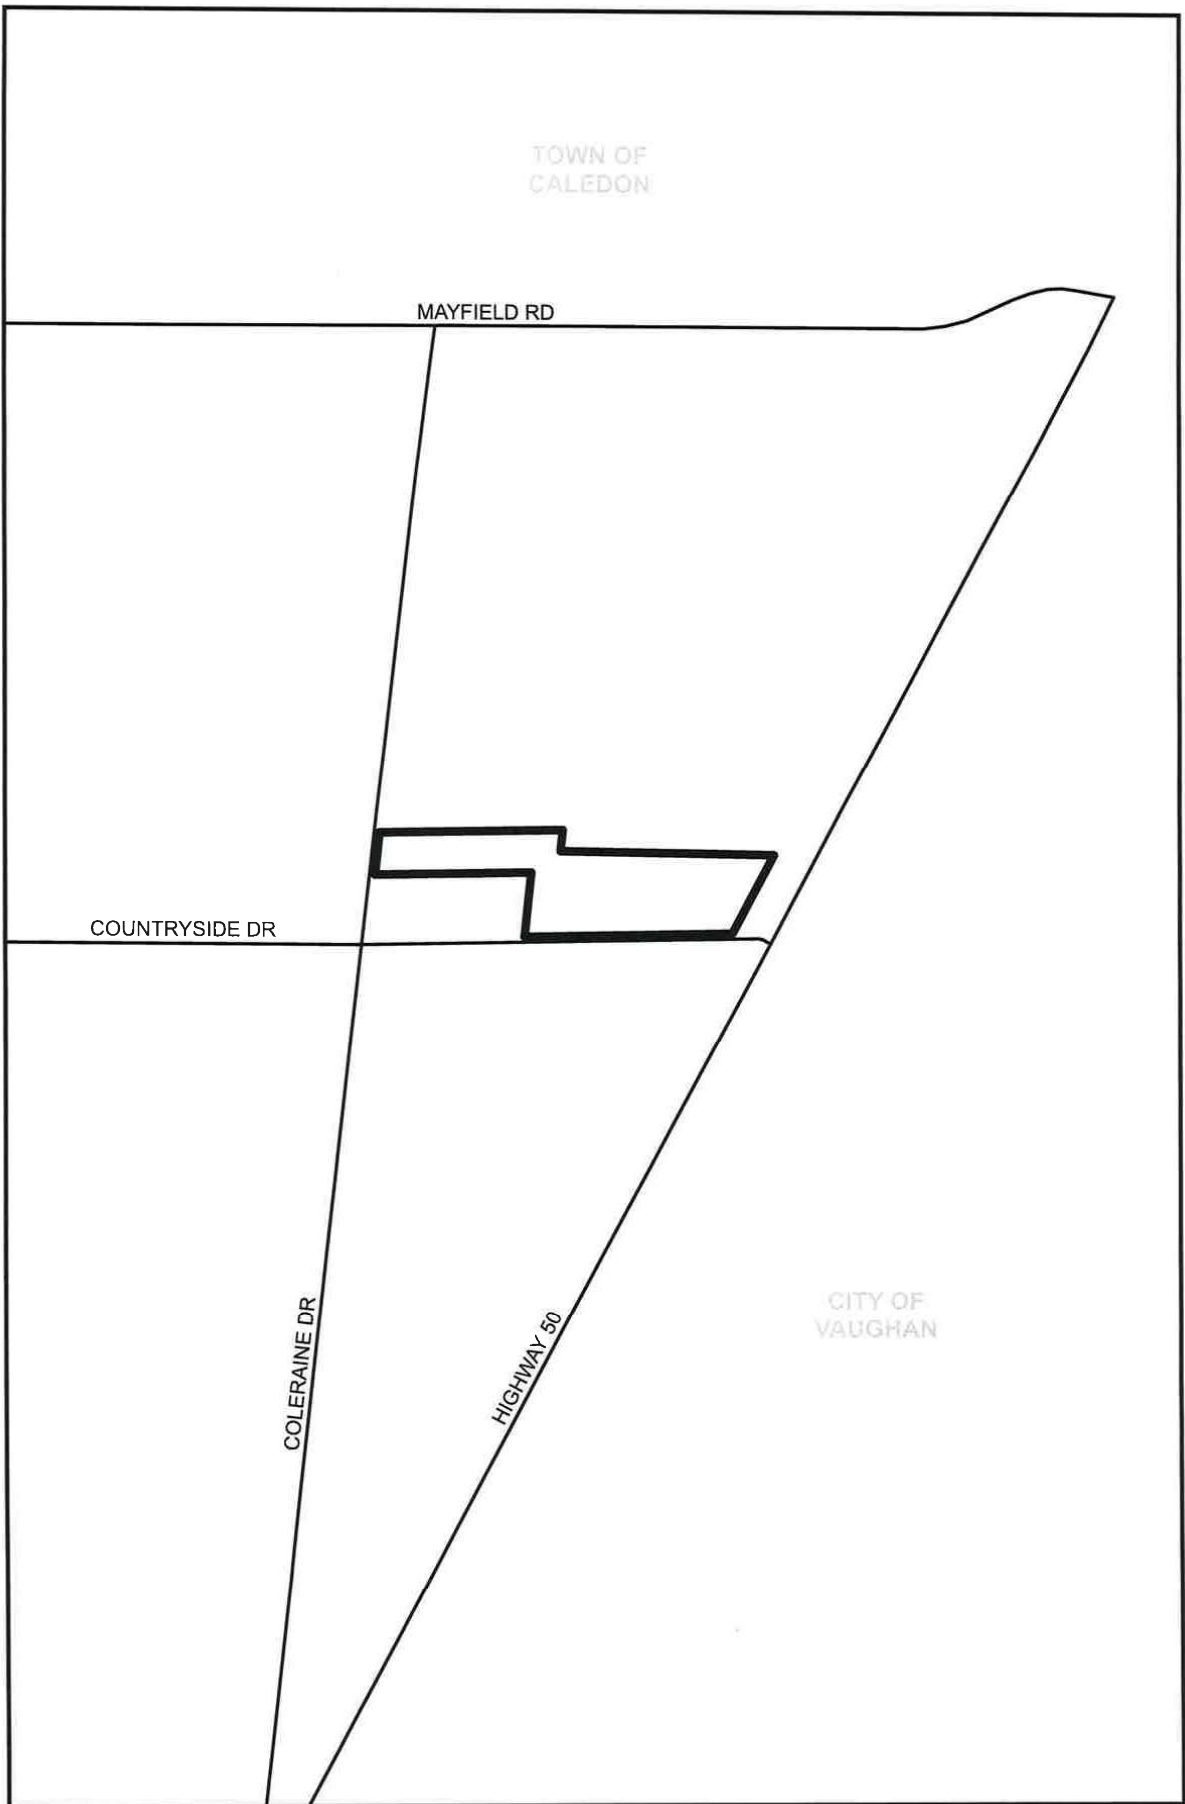 TOWN OF
CALEDON
MAYFIELD RD
COUNTRYSIDE DR
CITY OF
VAUGHAN
COLERAINE DR
HIGHWAY 50